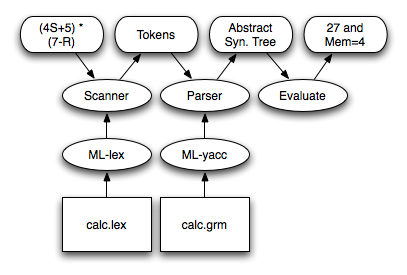 (4S+5) *
(7-R)
Tokens
Abstract
Syn. Tree
27 and
Mem=4
Scanner
Parser
Evaluate
ML-lex
ML-yacc
calc.lex
calc.grm